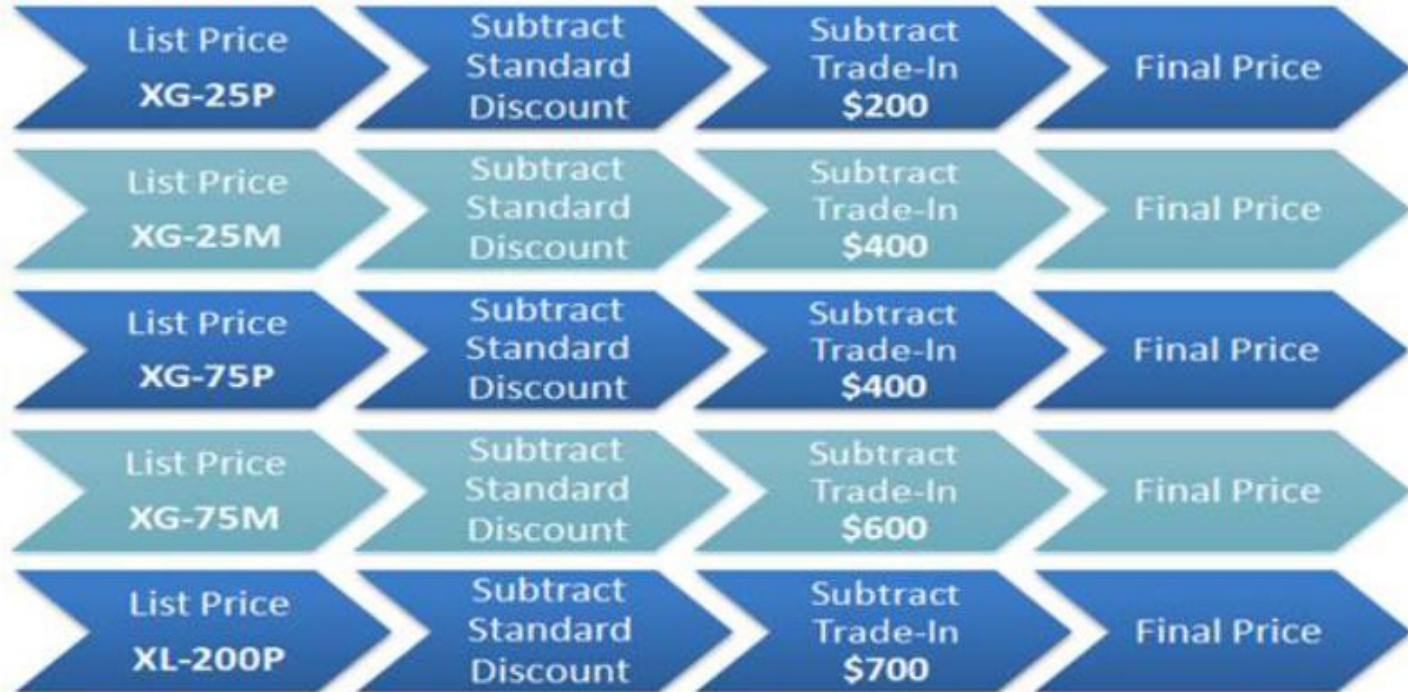 List Price
XG-25P
Subtract
Standard
Discount
Subtract
Trade-In
$200
Final Price
List Price
XG-25M
Subtract
Standard
Discount
Subtract
Trade-In
$400
Final Price
List Price
XG-75P
Subtract
Standard
Discount
Subtract
Trade-In
$400
Final Price
List Price
XG-75M
Subtract
Standard
Discount
Subtract
Trade-In
$600
Final Price
List Price
XL-200P
Subtract
Standard
Discount
Subtract
Trade-In
$700
Final Price